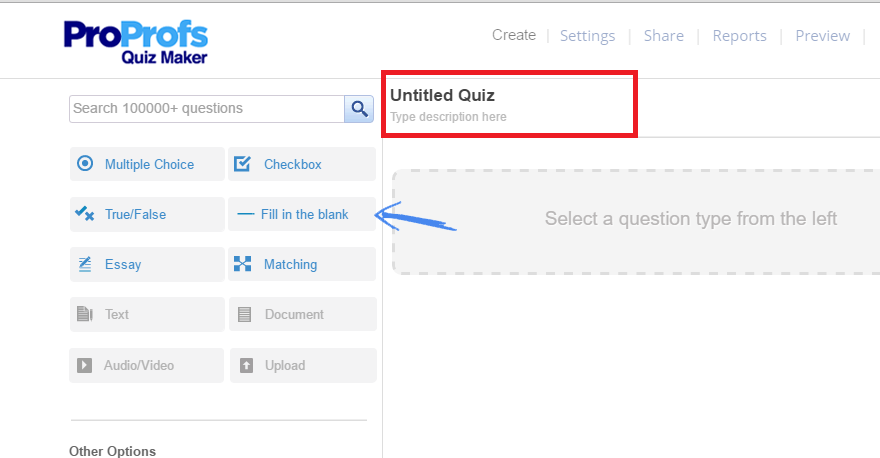 ProProfs
Quiz Maker
Create | Settings | Share | Reports | Preview |
Search 100000+ questions
Untitled Quiz
Type description here
Multiple Choice
Checkbox
True/False
Fill in the blank
Essay
Matching
Text
Document
Audio/Video
Upload
Select a question type from the left
Other Options